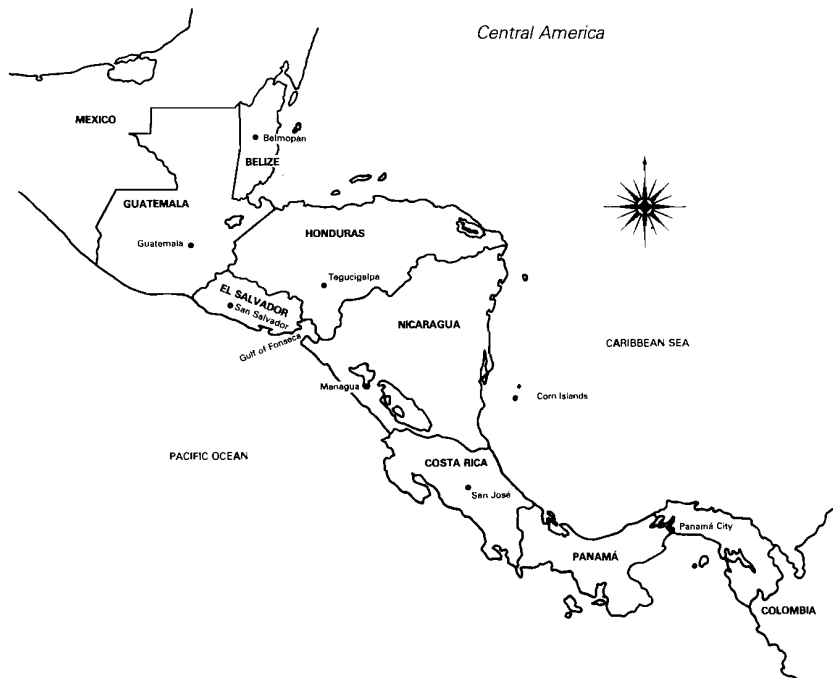 Central America
MEXICO
Belmopan
BELIZE
GUATEMALA
Guatemala
HONDURAS
Tegucigalpa
EL SALVADOR
San Salvador
NICARAGUA
Gulf of Fonseca
CARIBBEAN SEA
Managua
Corn Islands
PACIFIC OCEAN
COSTA RICA
San José
Panamá City
PANAMÁ
COLOMBIA